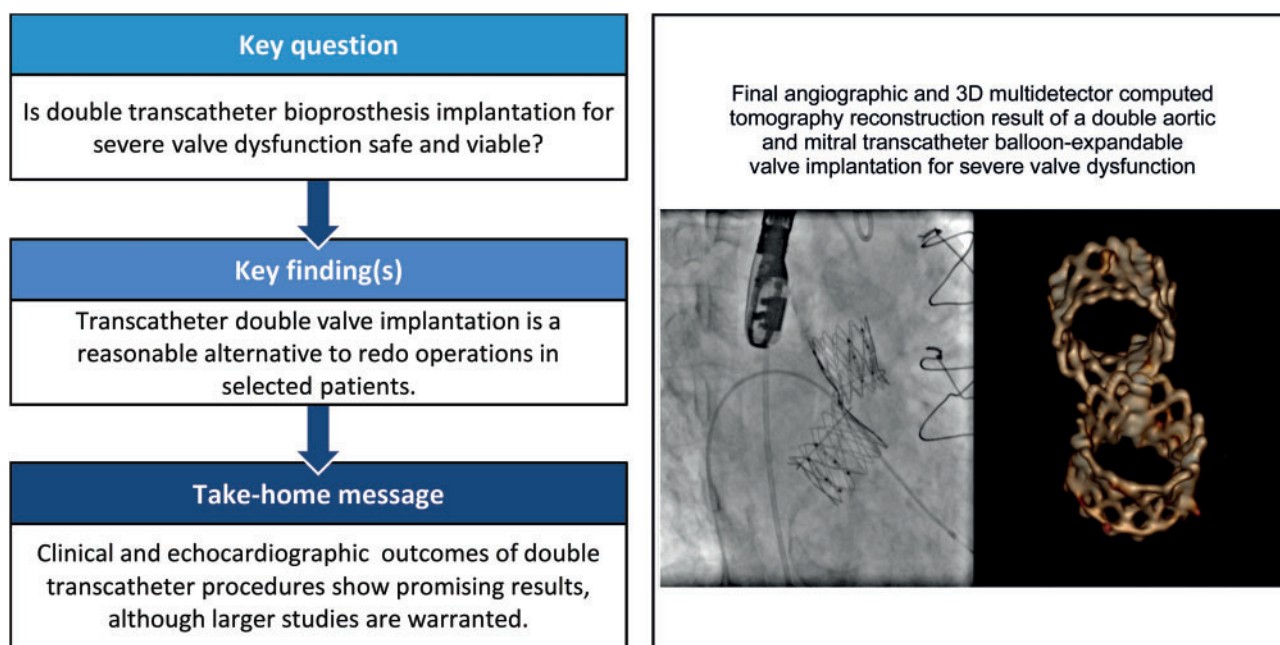 Key question
Is double transcatheter bioprosthesis implantation for
severe valve dysfunction safe and viable?
Key finding(s)
Transcatheter double valve implantation is a
reasonable alternative to redo operations in
selected patients.
Take-home message
Clinical and echocardiographic outcomes of double
transcatheter procedures show promising results,
although larger studies are warranted.
Final angiographic and 3D multidetector computed
tomography reconstruction result of a double aortic
and mitral transcatheter balloon-expandable
valve implantation for severe valve dysfunction